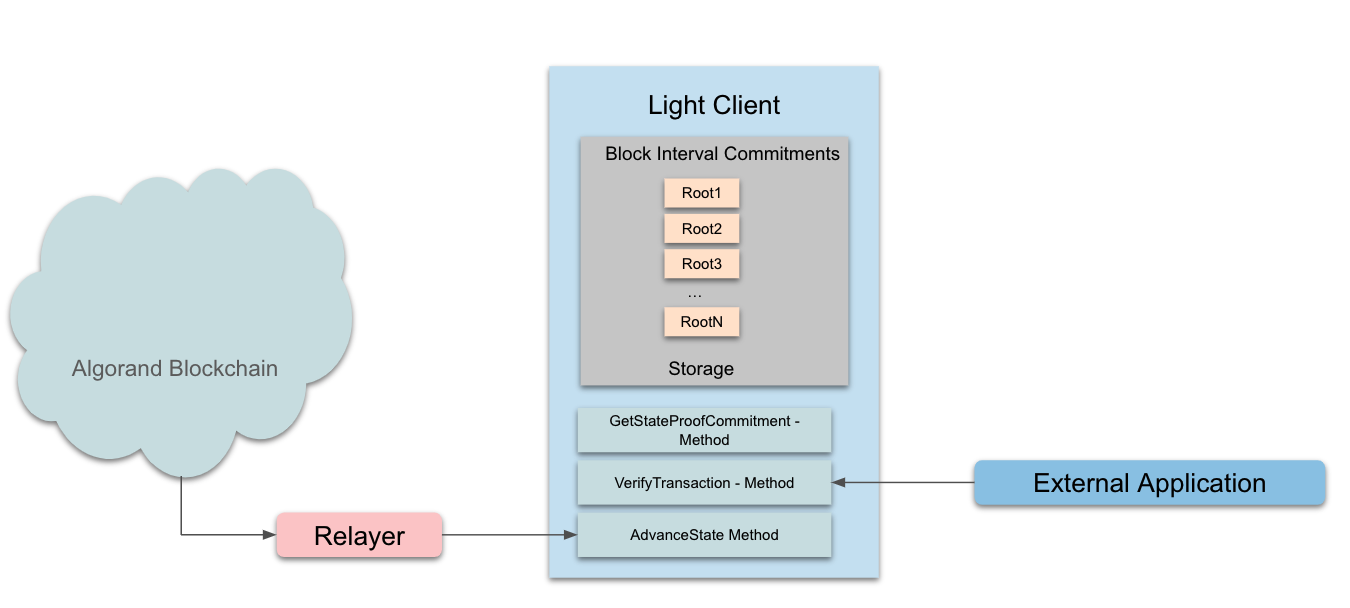 Light Client
Block Interval Commitments
Root1
Root2
Root3
...
RootN
Storage
Algorand Blockchain
GetStateProofCommitment -
Method
VerifyTransaction - Method
External Application
Relayer
AdvanceState Method